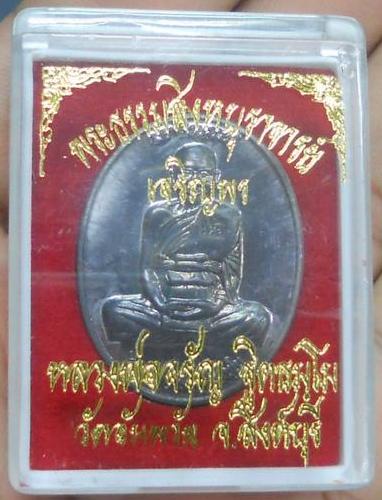 พระธรรมสิงหบุราจารย์
เจริญพร
หลวงพ่อจรัญ ฐิตธมฺโม
วัดอัมพวัน จ.สิงห์บุรี